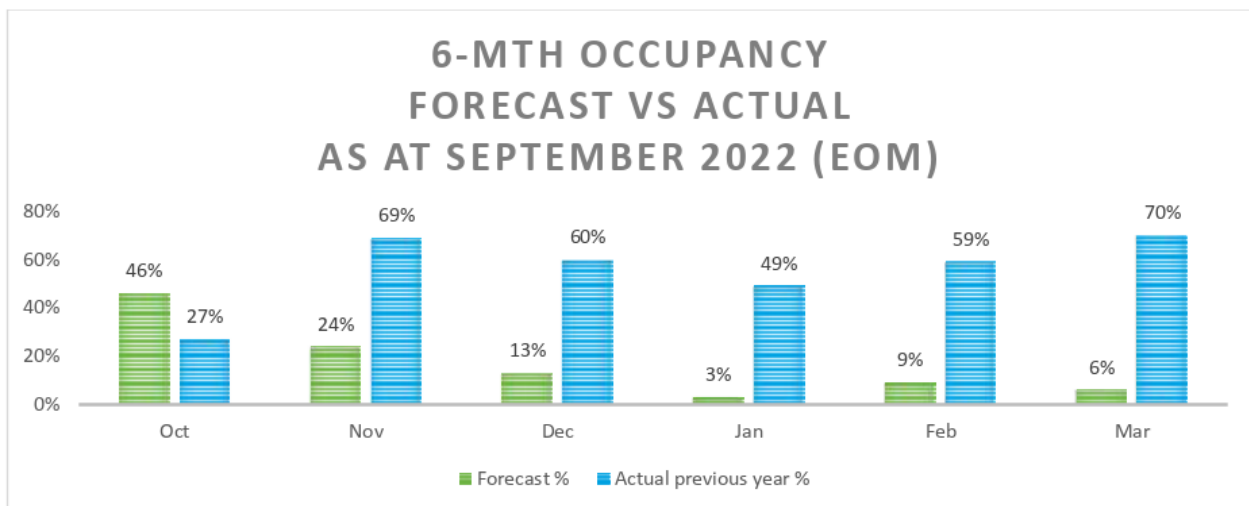 6-MTH OCCUPANCY
FORECAST VS ACTUAL
AS AT SEPTEMBER 2022 (EOM)
80%
60%
40%
20%
0%
46%
27%
24%
69%
13%
60%
3%
49%
9%
59%
6%
70%
Oct
Nov
Dec
Jan
Feb
Mar
Forecast %
Actual previous year %